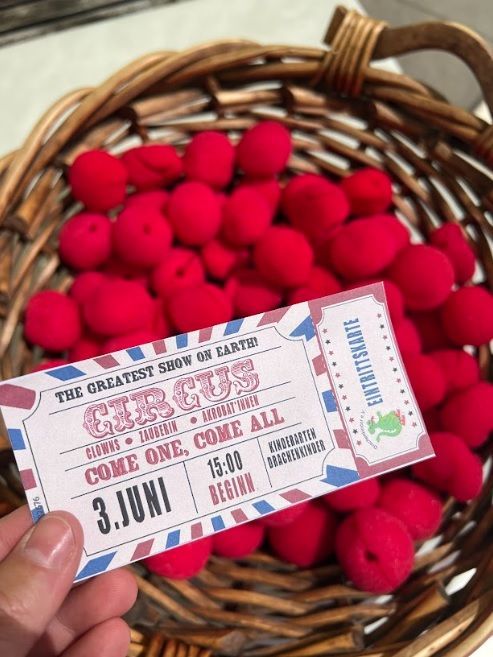 THE GREATEST SHOW ON EARTH!
CIRCUS
CLOWNS • ZAUBERIN • AKROBAT*INNEN
COME ONE, COME ALL
3.JUNI
15:00
BEGINN
KINDERGARTEN
DRACHENKINDER
EINTRITTSKARTE